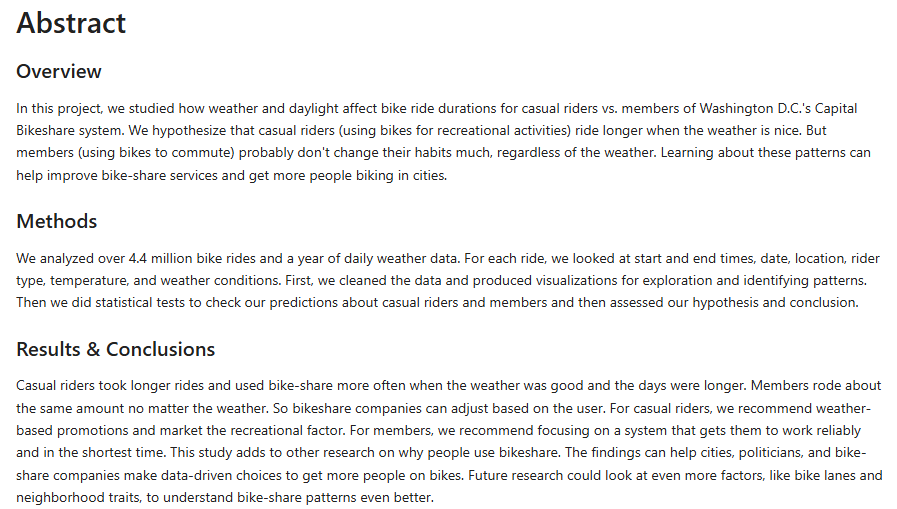 Abstract
Overview
In this project, we studied how weather and daylight affect bike ride durations for casual riders vs. members of Washington D.C.'s Capital
Bikeshare system. We hypothesize that casual riders (using bikes for recreational activities) ride longer when the weather is nice. But
members (using bikes to commute) probably don't change their habits much, regardless of the weather. Learning about these patterns can
help improve bike-share services and get more people biking in cities.
Methods
We analyzed over 4.4 million bike rides and a year of daily weather data. For each ride, we looked at start and end times, date, location, rider
type, temperature, and weather conditions. First, we cleaned the data and produced visualizations for exploration and identifying patterns.
Then we did statistical tests to check our predictions about casual riders and members and then assessed our hypothesis and conclusion.
Results & Conclusions
Casual riders took longer rides and used bike-share more often when the weather was good and the days were longer. Members rode about
the same amount no matter the weather. So bikeshare companies can adjust based on the user. For casual riders, we recommend weather-
based promotions and market the recreational factor. For members, we recommend focusing on a system that gets them to work reliably
and in the shortest time. This study adds to other research on why people use bikeshare. The findings can help cities, politicians, and bike-
share companies make data-driven choices to get more people on bikes. Future research could look at even more factors, like bike lanes and
neighborhood traits, to understand bike-share patterns even better.